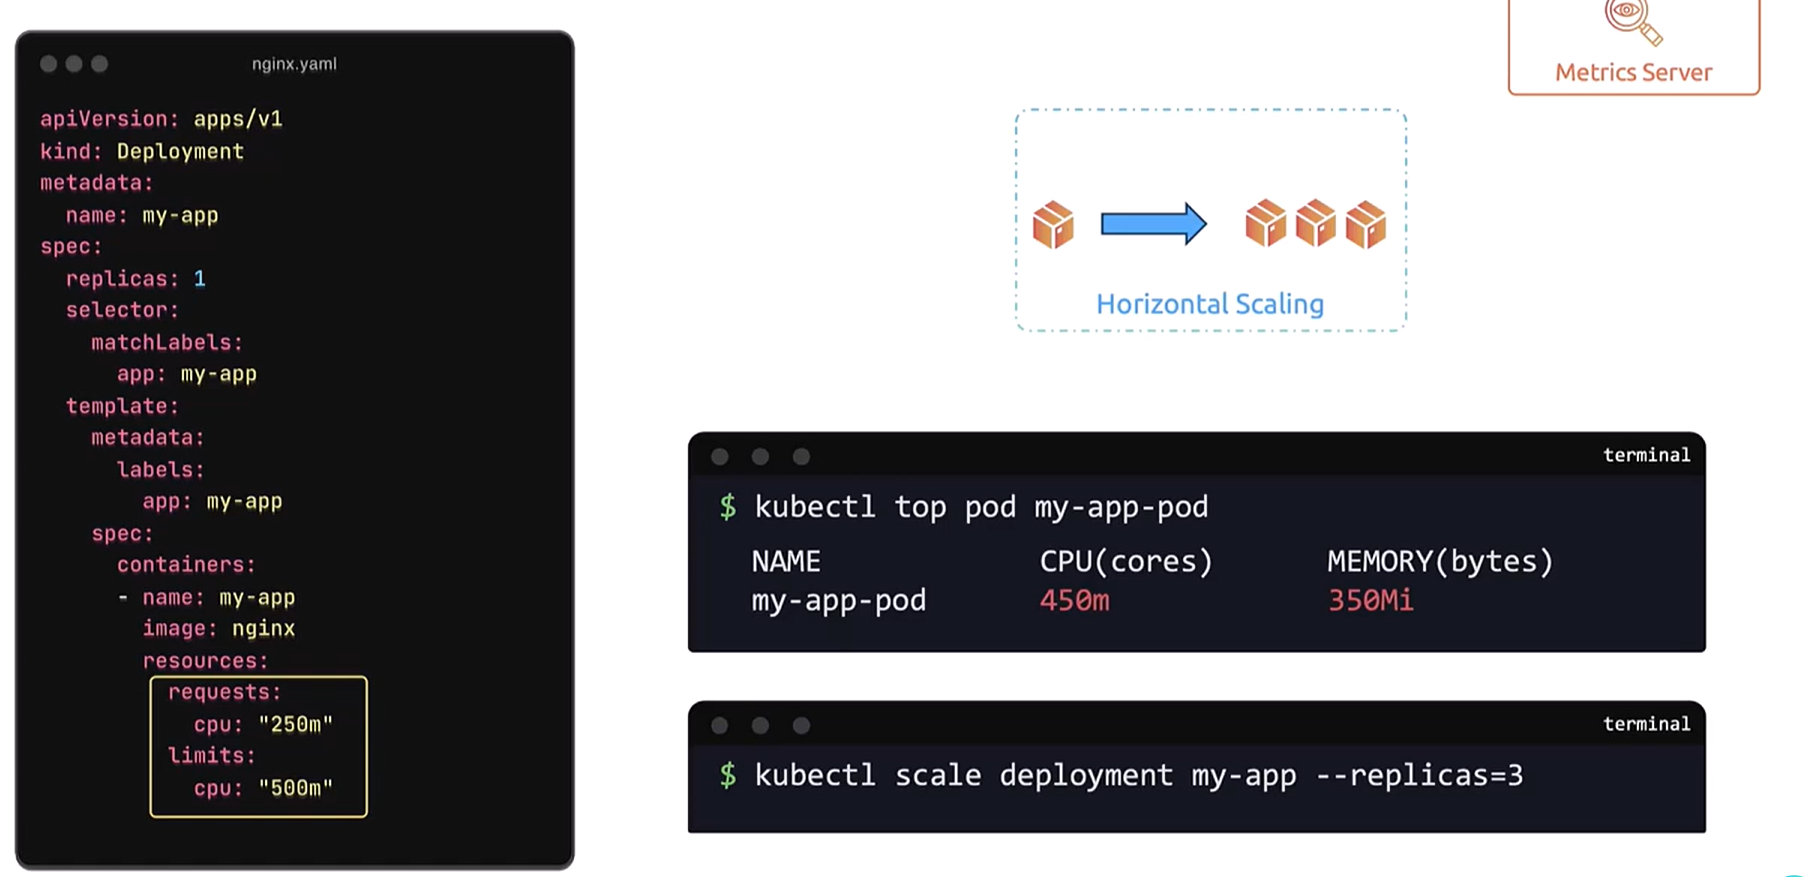 nginx.yaml
apiVersion: apps/v1
kind: Deployment
metadata:
  name: my-app
spec:
  replicas: 1
  selector:
    matchLabels:
      app: my-app
  template:
    metadata:
      labels:
        app: my-app
    spec:
      containers:
      - name: my-app
        image: nginx
        resources:
          requests:
            cpu: "250m"
          limits:
            cpu: "500m"
Metrics Server
Horizontal Scaling
terminal
$ kubectl top pod my-app-pod
NAME CPU(cores) MEMORY(bytes)
my-app-pod 450m 350Mi
terminal
$ kubectl scale deployment my-app --replicas=3